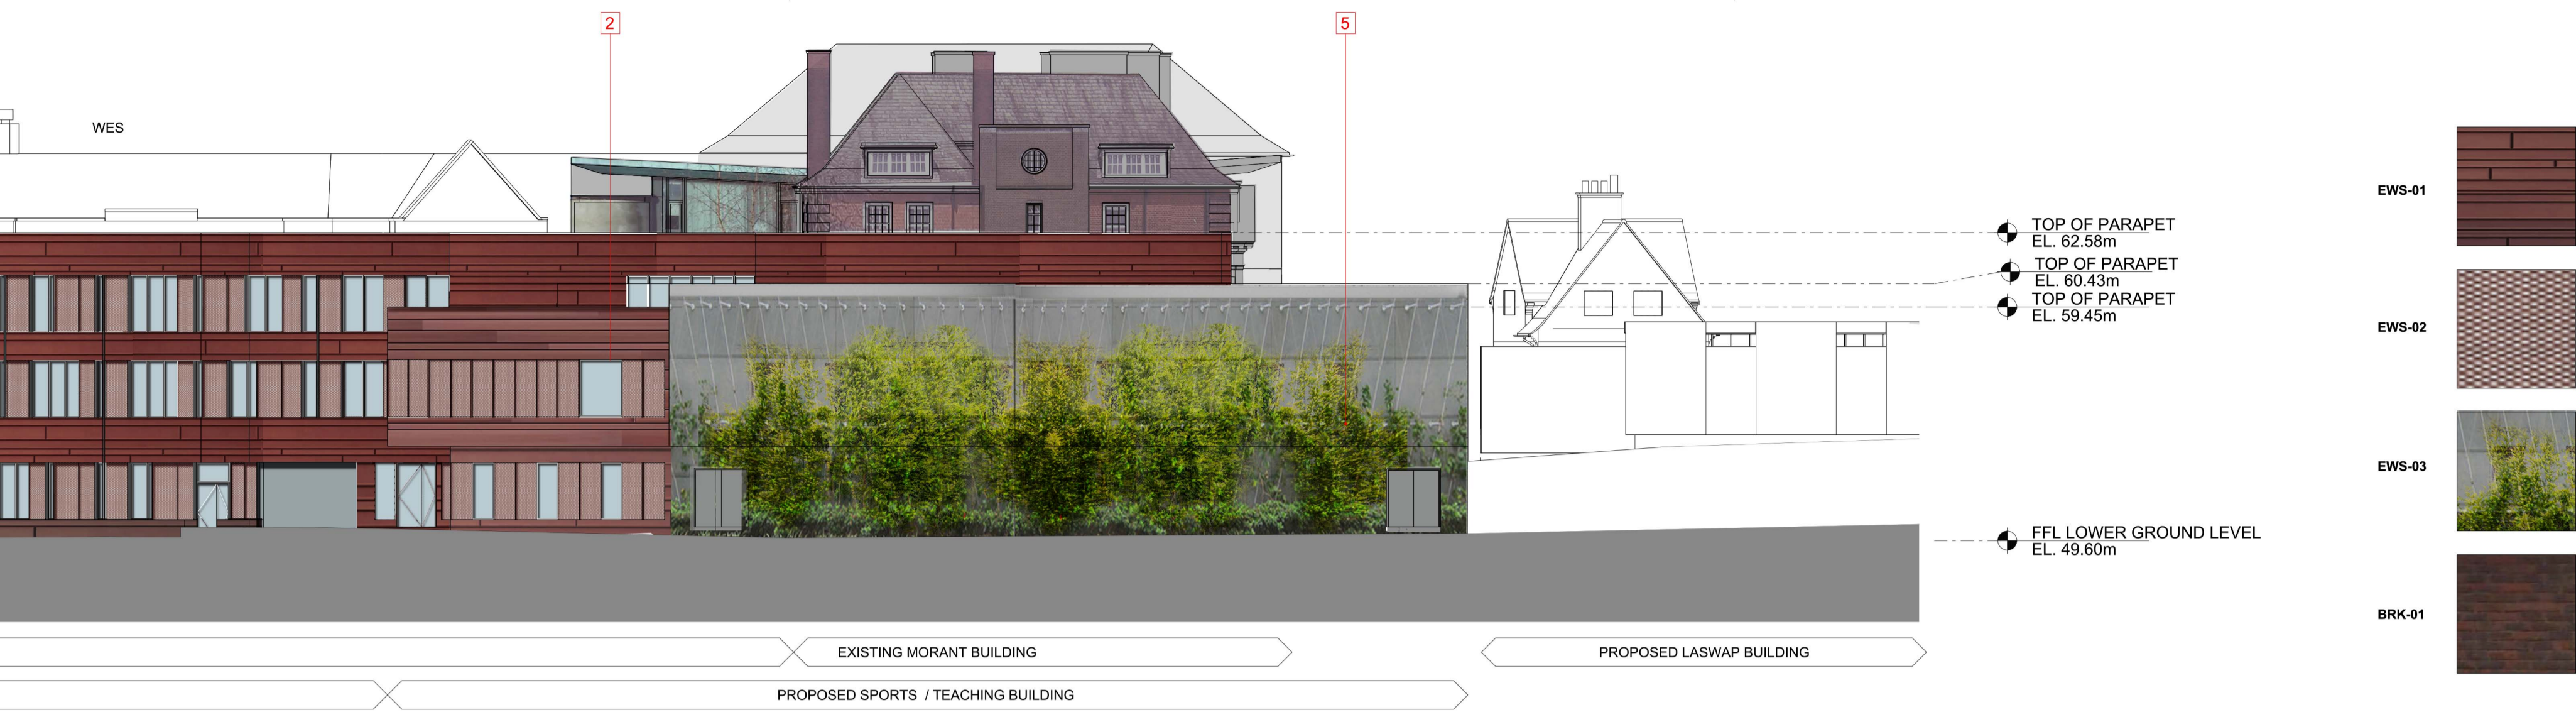 2
5
WES
EWS-01
TOP OF PARAPET
EL. 62.58m
TOP OF PARAPET
EL. 60.43m
TOP OF PARAPET
EL. 59.45m
EWS-02
EWS-03
FFL LOWER GROUND LEVEL
EL. 49.60m
BRK-01
EXISTING MORANT BUILDING
PROPOSED LASWAP BUILDING
PROPOSED SPORTS / TEACHING BUILDING